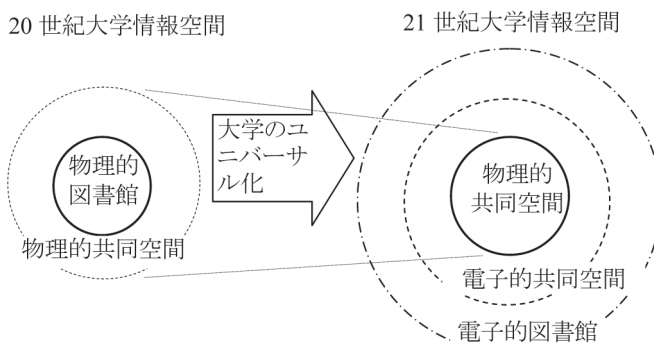 20 世紀大学情報空間
21 世紀大学情報空間
物理的
図書館
物理的共同空間
大学のユ
ニバーサ
ル化
物理的
共同空間
電子的共同空間
電子的図書館